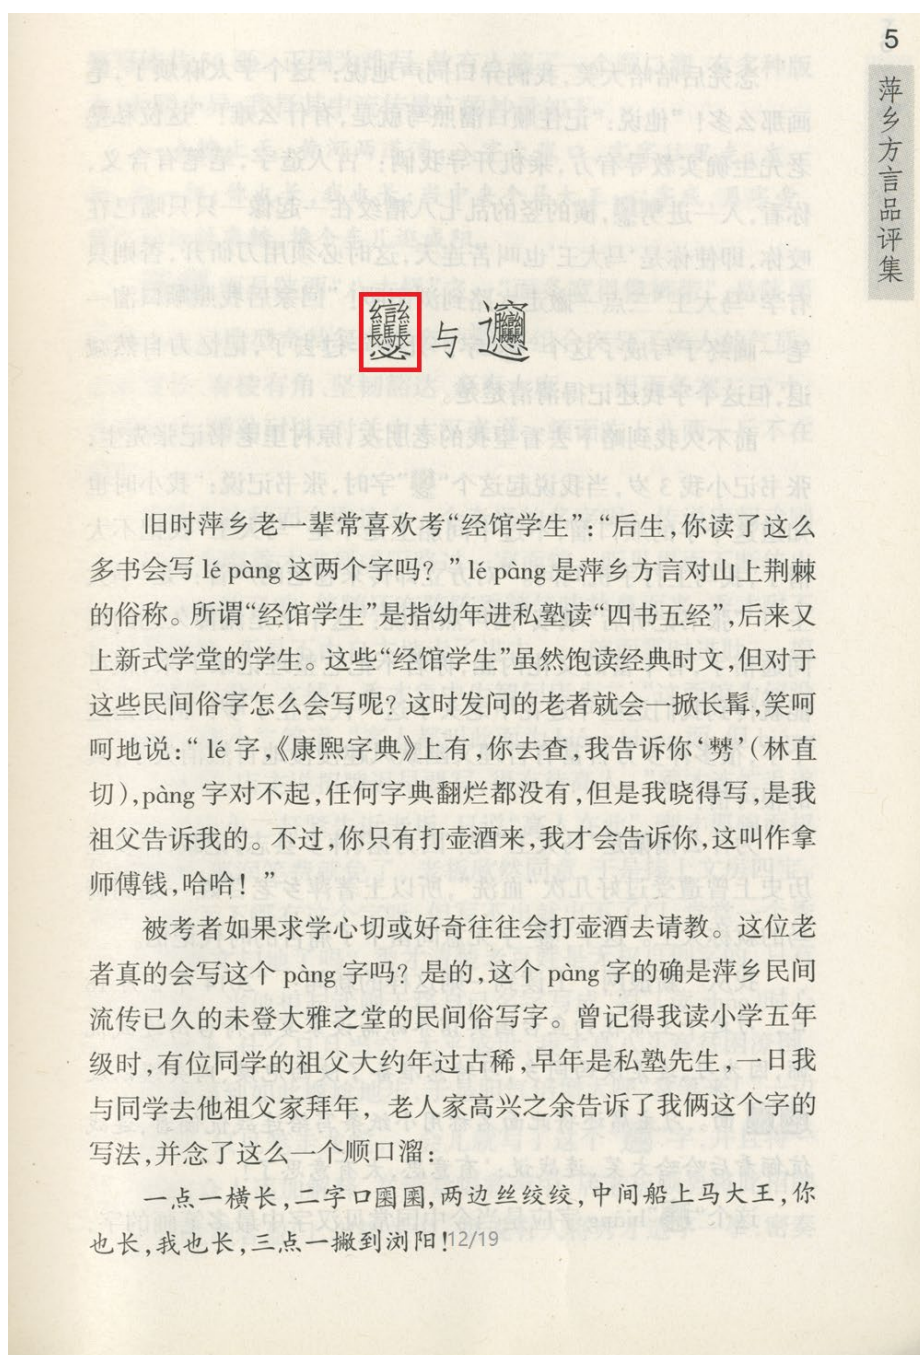 5
萍乡方言品评集
与
旧时萍乡老一辈常喜欢考“经馆学生”：“后生，你读了这么
多书会写 lé pàng 这两个字吗？”lé pàng 是萍乡方言对山上荆棘
的俗称。所谓“经馆学生”是指幼年进私塾读“四书五经”，后来又
上新式学堂的学生。这些“经馆学生”虽然饱读经典时文，但对于
这些民间俗字怎么会写呢？这时发问的老者就会一掀长髯，笑呵
呵地说：“lé 字，《康熙字典》上有，你去查，我告诉你‘’（林直
切），pàng 字对不起，任何字典翻烂都没有，但是我晓得写，是我
祖父告诉我的。不过，你只有打壶酒来，我才会告诉你，这叫作拿
师傅钱，哈哈！”
被考者如果求学心切或好奇往往会打壶酒去请教。这位老
者真的会写这个 pàng 字吗？是的，这个 pàng 字的确是萍乡民间
流传已久的未登大雅之堂的民间俗写字。曾记得我读小学五年
级时，有位同学的祖父大约年过古稀，早年是私塾先生，一日我
与同学去他祖父家拜年，老人家高兴之余告诉了我俩这个字的
写法，并念了这么一个顺口溜：
一点一横长，二字口圈圈，两边丝绞绞，中间船上马大王，你
也长，我也长，三点一撇到浏阳！
12/19